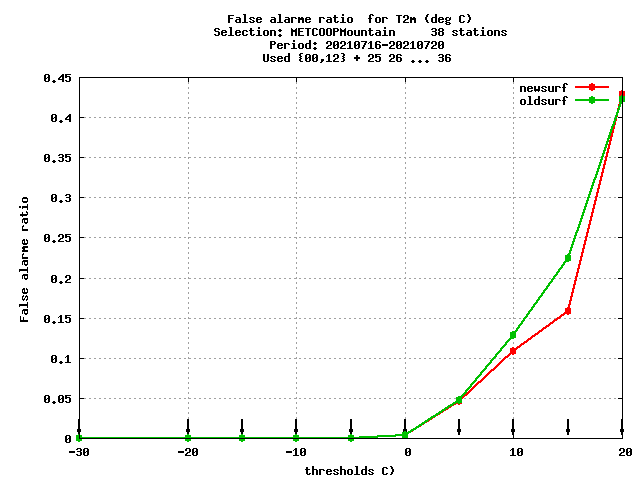 False alarme ratio  for T2m (deg C)
Selection: METCOOPMountain     38 stations
Period: 20210716-20210720
Used {00,12} + 25 26 ... 36
newsurf
oldsurf
0.45
0.4
0.35
0.3
0.25
0.2
0.15
0.1
0.05
0
False alarme ratio
-30
-20
-10
0
10
20
thresholds C)